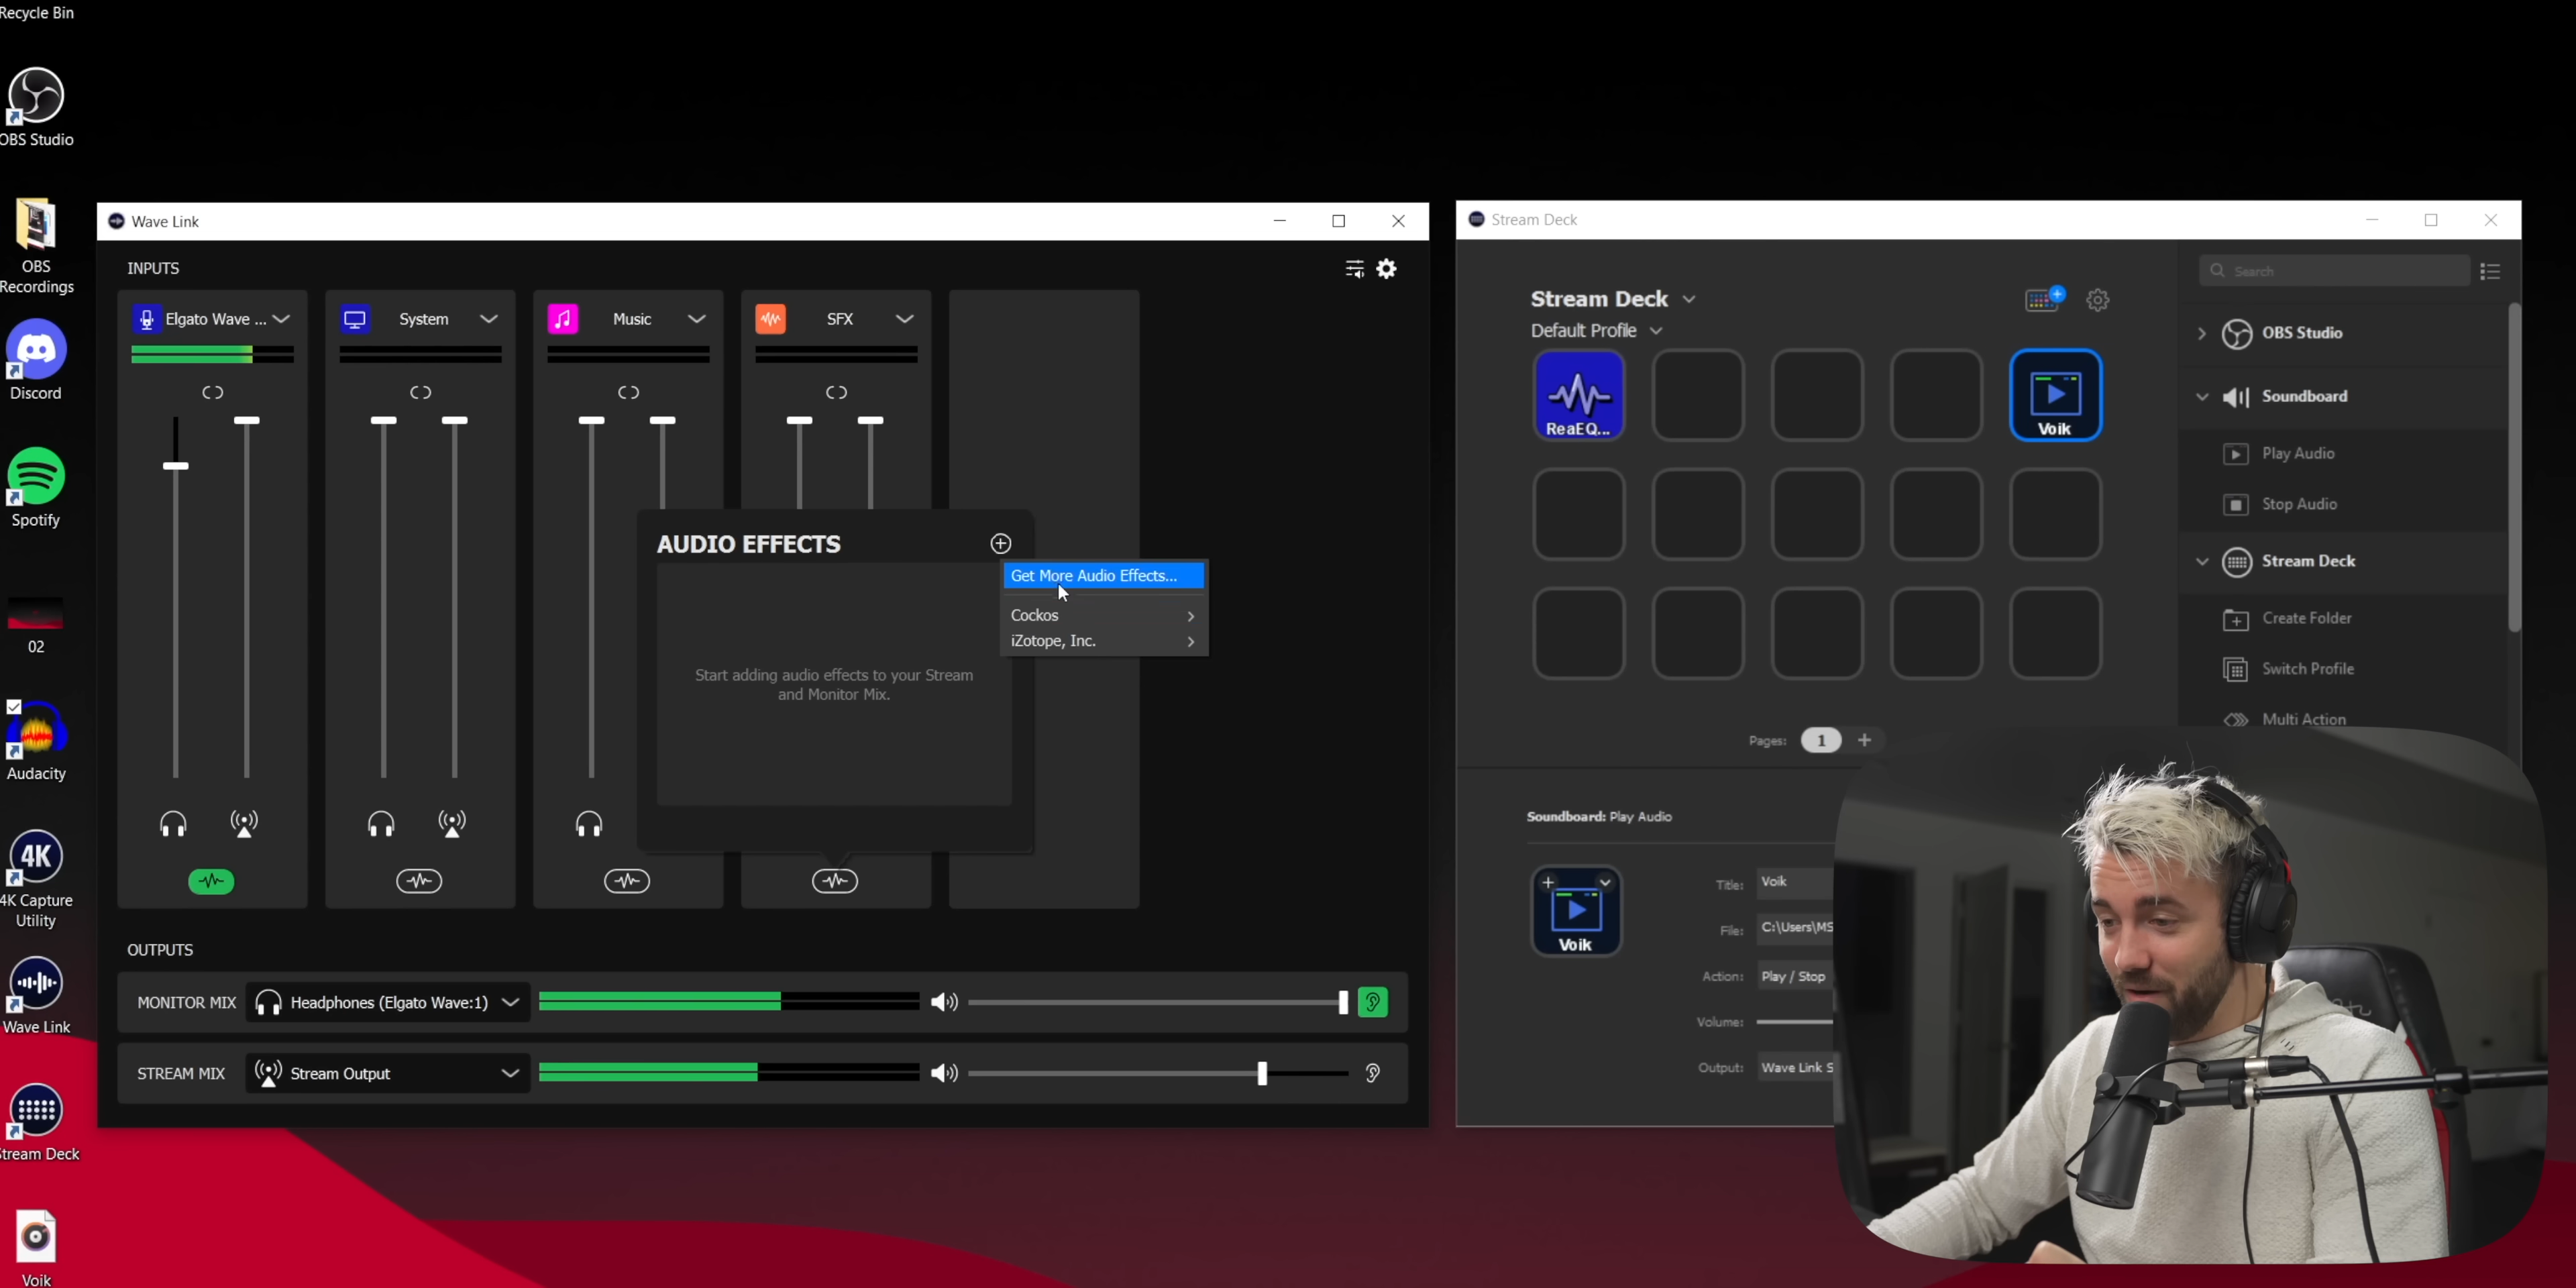 Recycle Bin
OBS Studio
OBS
Recordings
Discord
Spotify
02
Audacity
4K
4K Capture
Utility
Wave Link
Stream Deck
Voik
Wave Link
INPUTS
Elgato Wave ...
System
Music
SFX
AUDIO EFFECTS
Get More Audio Effects...
Cockos
iZotope, Inc.
Start adding audio effects to your Stream
and Monitor Mix.
OUTPUTS
MONITOR MIX
Headphones (Elgato Wave:1)
STREAM MIX
Stream Output
Stream Deck
Stream Deck
Default Profile
ReaEQ...
Voik
Pages: 1
Soundboard: Play Audio
Voik
Title: Voik
File: C:\Users\MS
Action: Play / Stop
Volume:
Output: Wave Link S
Search
OBS Studio
Soundboard
Play Audio
Stop Audio
Stream Deck
Create Folder
Switch Profile
Multi Action